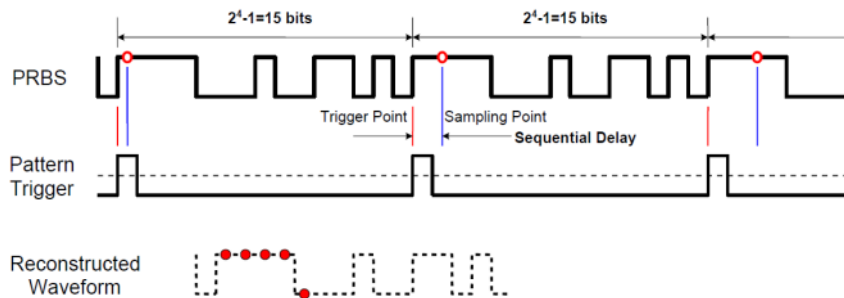 2⁴-1=15 bits 2⁴-1=15 bits
PRBS
Trigger Point Sampling Point
Sequential Delay
Pattern
Trigger
Reconstructed
Waveform